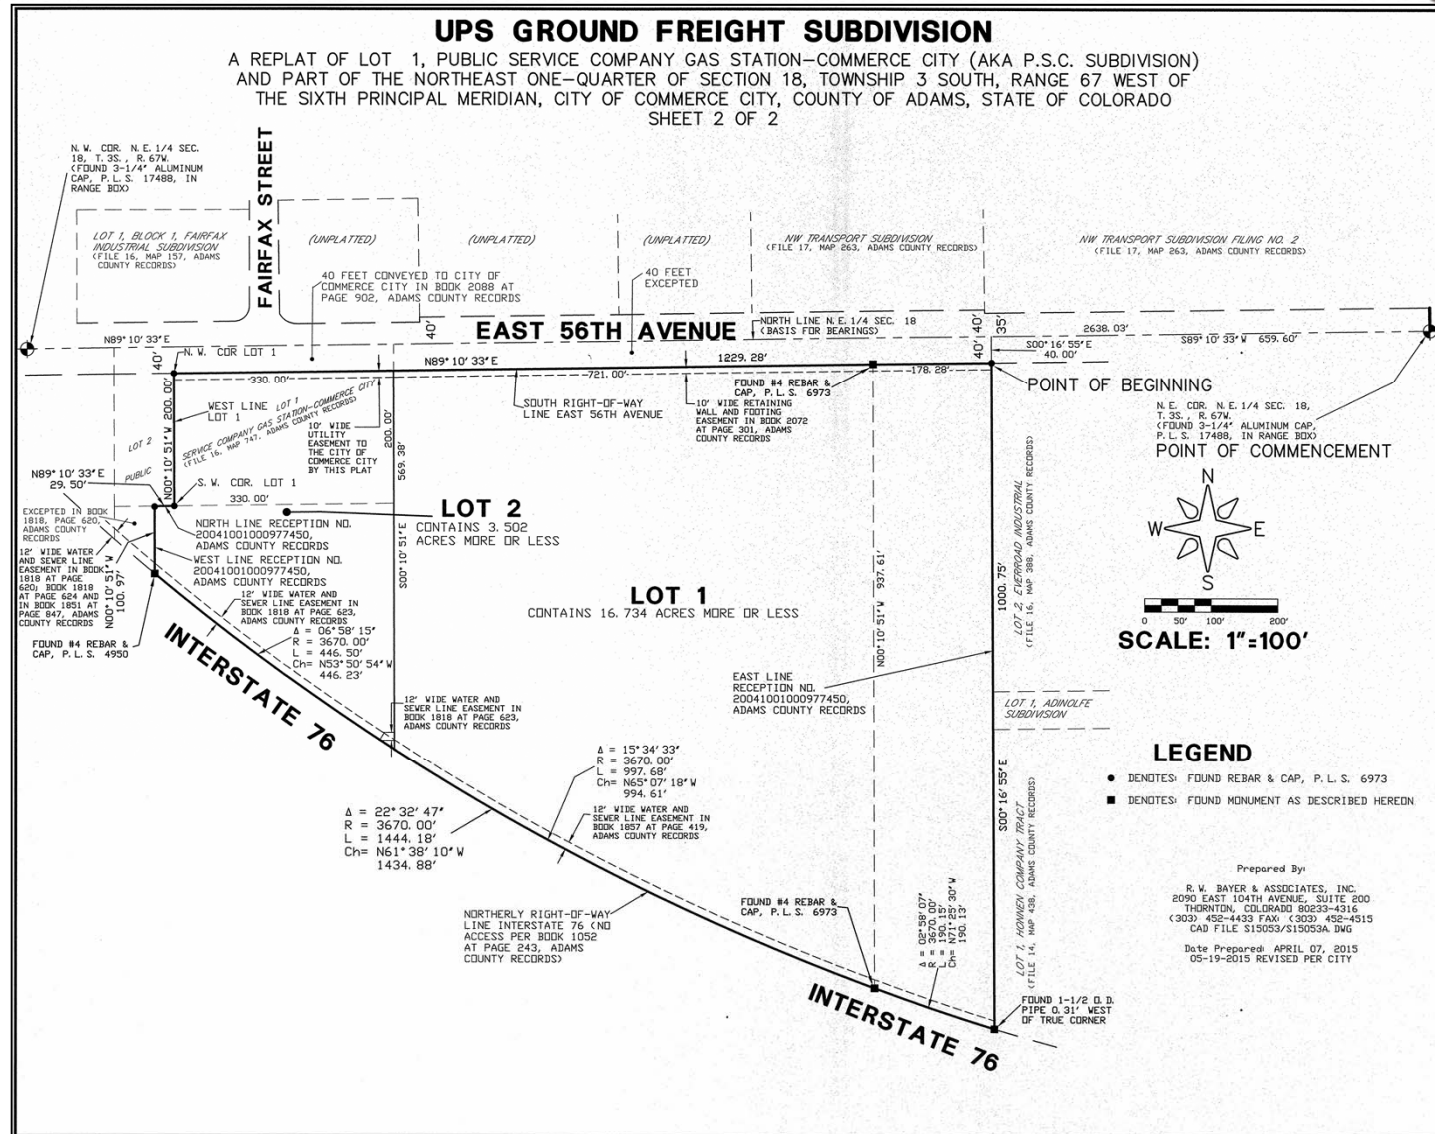 UPS GROUND FREIGHT SUBDIVISION
A REPLAT OF LOT 1, PUBLIC SERVICE COMPANY GAS STATION-COMMERCE CITY (AKA P.S.C. SUBDIVISION)
AND PART OF THE NORTHEAST ONE-QUARTER OF SECTION 18, TOWNSHIP 3 SOUTH, RANGE 67 WEST OF
THE SIXTH PRINCIPAL MERIDIAN, CITY OF COMMERCE CITY, COUNTY OF ADAMS, STATE OF COLORADO
SHEET 2 OF 2
N. W. COR. N. E. 1/4 SEC.
18, T. 3S., R. 67W.
(FOUND 3-1/4" ALUMINUM
CAP, P. L. S. 17488, IN
RANGE BOX)
FAIRFAX STREET
LOT 1, BLOCK 1, FAIRFAX
INDUSTRIAL SUBDIVISION
(FILE 16, MAP 157, ADAMS
COUNTY RECORDS)
(UNPLATTED)
(UNPLATTED)
(UNPLATTED)
NW TRANSPORT SUBDIVISION
(FILE 17, MAP 263, ADAMS COUNTY RECORDS)
NW TRANSPORT SUBDIVISION FILING NO. 2
(FILE 17, MAP 263, ADAMS COUNTY RECORDS)
40 FEET CONVEYED TO CITY OF
COMMERCE CITY IN BOOK 2088 AT
PAGE 902, ADAMS COUNTY RECORDS
40 FEET
EXCEPTED
N89° 10' 33" E
40'
40'
EAST 56TH AVENUE
NORTH LINE N. E. 1/4 SEC. 18
(BASIS FOR BEARINGS)
40'
40'
40'
35'
2638. 03'
S89° 10' 33" W 659. 60'
S00° 16' 55" E
40. 00'
N. W. COR LOT 1
N89° 10' 33" E
1229. 28'
330. 00'
721. 00'
178. 28'
FOUND #4 REBAR &
CAP, P. L. S. 6973
POINT OF BEGINNING
SOUTH RIGHT-OF-WAY
LINE EAST 56TH AVENUE
10' WIDE RETAINING
WALL AND FOOTING
EASEMENT IN BOOK 2072
AT PAGE 301, ADAMS
COUNTY RECORDS
N. E. COR. N. E. 1/4 SEC. 18,
T. 3S., R. 67W.
(FOUND 3-1/4" ALUMINUM CAP,
P. L. S. 17488, IN RANGE BOX)
POINT OF COMMENCEMENT
WEST LINE
LOT 1
LOT 1
PUBLIC SERVICE COMPANY GAS STATION-COMMERCE CITY
(FILE 16, MAP 747, ADAMS COUNTY RECORDS)
LOT 2
N00° 10' 51" W 200. 00'
10' WIDE
UTILITY
EASEMENT TO
THE CITY OF
COMMERCE CITY
BY THIS PLAT
200. 00'
569. 38'
S00° 10' 51" E
N89° 10' 33" E
29. 50'
S. W. COR. LOT 1
330. 00'
EXCEPTED IN BOOK
1818, PAGE 620,
ADAMS COUNTY
RECORDS
NORTH LINE RECEPTION NO.
20041001000977450,
ADAMS COUNTY RECORDS
WEST LINE RECEPTION NO.
20041001000977450,
ADAMS COUNTY RECORDS
LOT 2
CONTAINS 3.502
ACRES MORE OR LESS
12' WIDE WATER
AND SEWER LINE
EASEMENT IN BOOK
1818 AT PAGE
620; BOOK 1818
AT PAGE 624 AND
IN BOOK 1851 AT
PAGE 847, ADAMS
COUNTY RECORDS
N00° 10' 51" W
100. 97'
FOUND #4 REBAR &
CAP, P. L. S. 4950
12' WIDE WATER AND
SEWER LINE EASEMENT IN
BOOK 1818 AT PAGE 623,
ADAMS COUNTY RECORDS
Δ = 06° 58' 15"
R = 3670. 00'
L = 446. 50'
Ch= N53° 50' 54" W
446. 23'
INTERSTATE 76
LOT 1
CONTAINS 16.734 ACRES MORE OR LESS
N00° 10' 51" W 937. 61'
1000. 75'
S00° 16' 55" E
LOT 2, EVERROAD INDUSTRIAL
(FILE 16, MAP 388, ADAMS COUNTY RECORDS)
N
W E
S
0 50' 100' 200'
SCALE: 1"=100'
EAST LINE
RECEPTION NO.
20041001000977450,
ADAMS COUNTY RECORDS
LOT 1, ADINOLFE
SUBDIVISION
12' WIDE WATER AND
SEWER LINE EASEMENT IN
BOOK 1818 AT PAGE 623,
ADAMS COUNTY RECORDS
Δ = 15° 34' 33"
R = 3670. 00'
L = 997. 68'
Ch= N65° 07' 18" W
994. 61'
Δ = 22° 32' 47"
R = 3670. 00'
L = 1444. 18'
Ch= N61° 38' 10" W
1434. 88'
12' WIDE WATER AND
SEWER LINE EASEMENT IN
BOOK 1857 AT PAGE 419,
ADAMS COUNTY RECORDS
LEGEND
DENOTES: FOUND REBAR & CAP, P. L. S. 6973
DENOTES: FOUND MONUMENT AS DESCRIBED HEREON
LOT 1, HONNEN COMPANY TRACT
(FILE 14, MAP 438, ADAMS COUNTY RECORDS)
NORTHERLY RIGHT-OF-WAY
LINE INTERSTATE 76 (NO
ACCESS PER BOOK 1052
AT PAGE 243, ADAMS
COUNTY RECORDS)
FOUND #4 REBAR &
CAP, P. L. S. 6973
Δ = 02° 58' 07"
R = 3670. 00'
L = 190. 15'
Ch= N71° 25' 30" W
190. 13'
INTERSTATE 76
FOUND 1-1/2 O. D.
PIPE 0. 31' WEST
OF TRUE CORNER
Prepared By:
R. W. BAYER & ASSOCIATES, INC.
2090 EAST 104TH AVENUE, SUITE 200
THORNTON, COLORADO 80233-4316
(303) 452-4433 FAX: (303) 452-4515
CAD FILE S15053/S15053A. DWG
Date Prepared: APRIL 07, 2015
05-19-2015 REVISED PER CITY